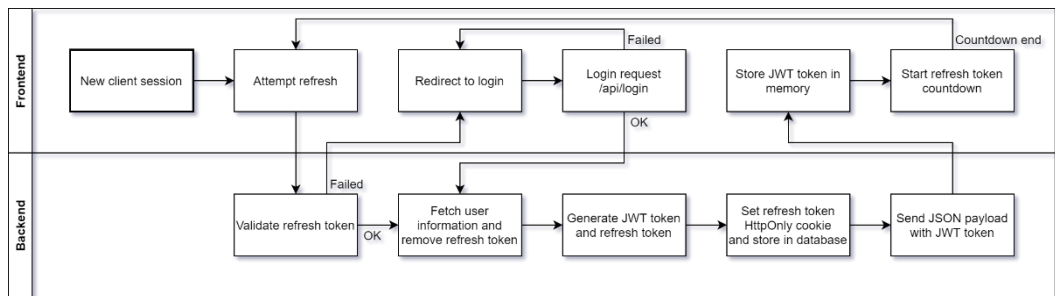 Frontend
New client session
Attempt refresh
Redirect to login
Failed
Login request
/api/login
OK
Store JWT token in
memory
Countdown end
Start refresh token
countdown
Backend
Validate refresh token
Failed
OK
Fetch user
information and
remove refresh token
Generate JWT token
and refresh token
Set refresh token
HttpOnly cookie
and store in database
Send JSON payload
with JWT token